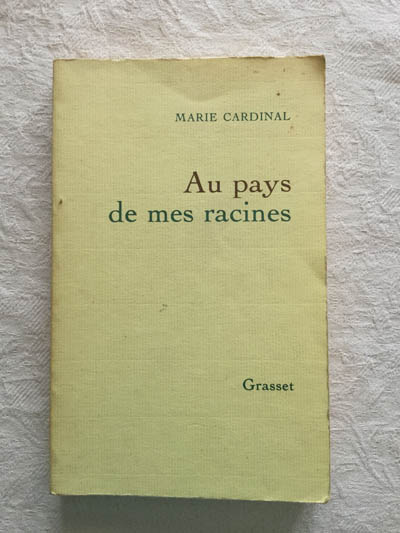 MARIE CARDINAL
Au pays
de mes racines
Grasset